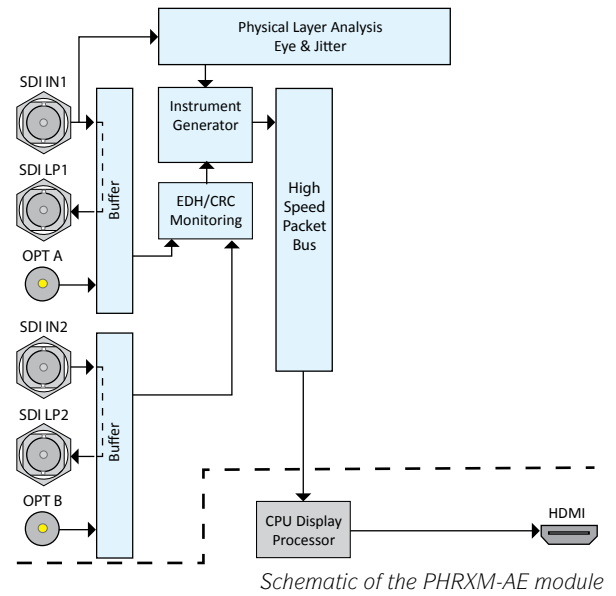 Physical Layer Analysis
Eye & Jitter
SDI IN1
Instrument
Generator
SDI LP1
Buffer
EDH/CRC
Monitoring
High
Speed
Packet
Bus
OPT A
SDI IN2
SDI LP2
Buffer
OPT B
CPU Display
Processor
HDMI
Schematic of the PHRXM-AE module